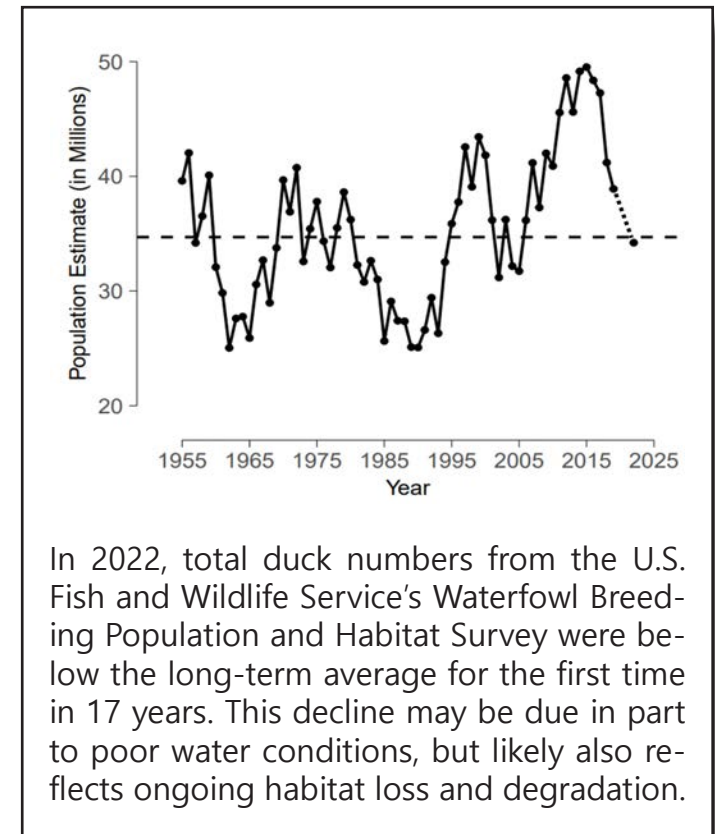 50
40
30
20
Population Estimate (in Millions)
1955 1965 1975 1985 1995 2005 2015 2025
Year
In 2022, total duck numbers from the U.S.
Fish and Wildlife Service’s Waterfowl Breed-
ing Population and Habitat Survey were be-
low the long-term average for the first time
in 17 years. This decline may be due in part
to poor water conditions, but likely also re-
flects ongoing habitat loss and degradation.